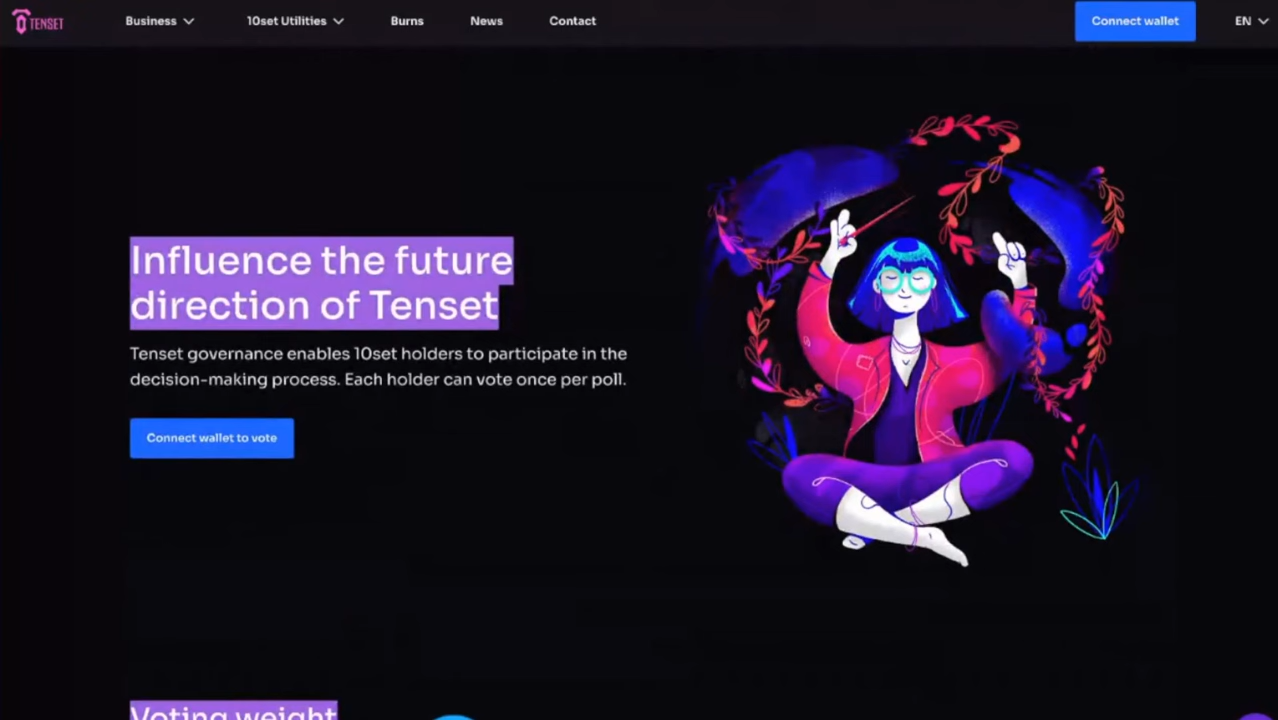 TENSET
Business
10set Utilities
Burns
News
Contact
Connect wallet
EN
Influence the future
direction of Tenset
Tenset governance enables 10set holders to participate in the
decision-making process. Each holder can vote once per poll.
Connect wallet to vote
Voting weight